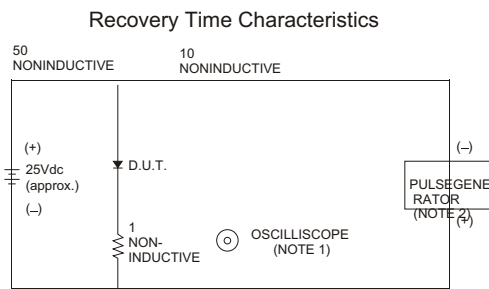 Recovery Time Characteristics
50
NONINDUCTIVE
10
NONINDUCTIVE
(+)
25Vdc
(approx.)
(–)
D.U.T.
1
NON-
INDUCTIVE
OSCILLISCOPE
(NOTE 1)
(–)
PULSEGENE
RATOR
(NOTE 2)
(+)